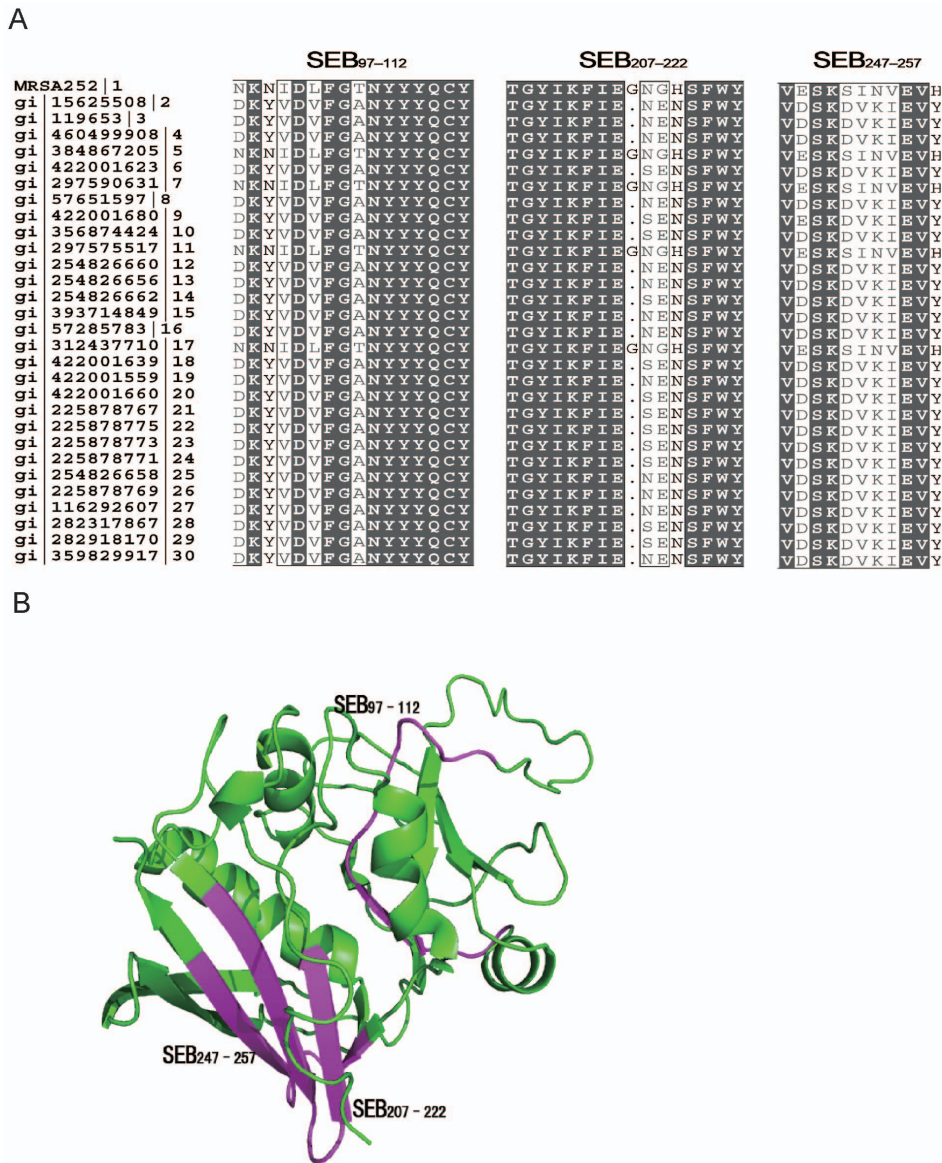 A
SEB97–112 SEB207–222 SEB247–257
MRSA252|1 NKNIDLFGTNYYYQCY TGYIKFIEGNGHSFWY VESKSINVEVH
gi|15625508|2 DKYVDVFGANYYYQCY TGYIKFIE.NENSFWY VDSKDVKIEVY
gi|119653|3 DKYVDVFGANYYYQCY TGYIKFIE.NENSFWY VDSKDVKIEVY
gi|460499908|4 DKYVDVFGANYYYQCY TGYIKFIE.NENSFWY VDSKDVKIEVY
gi|384867205|5 NKNIDLFGTNYYYQCY TGYIKFIEGNGHSFWY VESKSINVEVH
gi|422001623|6 DKYVDVFGANYYYQCY TGYIKFIE.SENSFWY VDSKDVKIEVY
gi|297590631|7 NKNIDLFGTNYYYQCY TGYIKFIEGNGHSFWY VESKSINVEVH
gi|57651597|8 DKYVDVFGANYYYQCY TGYIKFIE.NENSFWY VDSKDVKIEVY
gi|422001680|9 DKYVDVFGANYYYQCY TGYIKFIE.SENSFWY VDSKDVKIEVY
gi|356874424|10 DKYVDVFGANYYYQCY TGYIKFIE.SENSFWY VDSKDVKIEVY
gi|297575517|11 NKNIDLFGTNYYYQCY TGYIKFIEGNGHSFWY VESKSINVEVH
gi|254826660|12 DKYVDVFGANYYYQCY TGYIKFIE.NENSFWY VDSKDVKIEVY
gi|254826656|13 DKYVDVFGANYYYQCY TGYIKFIE.NENSFWY VDSKDVKIEVY
gi|254826662|14 DKYVDVFGANYYYQCY TGYIKFIE.SENSFWY VDSKDVKIEVY
gi|393714849|15 DKYVDVFGANYYYQCY TGYIKFIE.NENSFWY VDSKDVKIEVY
gi|57285783|16 DKYVDVFGANYYYQCY TGYIKFIE.NENSFWY VDSKDVKIEVY
gi|312437710|17 NKNIDLFGTNYYYQCY TGYIKFIEGNGHSFWY VESKSINVEVH
gi|422001639|18 DKYVDVFGANYYYQCY TGYIKFIE.NENSFWY VDSKDVKIEVY
gi|422001559|19 DKYVDVFGANYYYQCY TGYIKFIE.NENSFWY VDSKDVKIEVY
gi|422001660|20 DKYVDVFGANYYYQCY TGYIKFIE.SENSFWY VDSKDVKIEVY
gi|225878767|21 DKYVDVFGANYYYQCY TGYIKFIE.SENSFWY VDSKDVKIEVY
gi|225878775|22 DKYVDVFGANYYYQCY TGYIKFIE.SENSFWY VDSKDVKIEVY
gi|225878773|23 DKYVDVFGANYYYQCY TGYIKFIE.NENSFWY VDSKDVKIEVY
gi|225878771|24 DKYVDVFGANYYYQCY TGYIKFIE.SENSFWY VDSKDVKIEVY
gi|254826658|25 DKYVDVFGANYYYQCY TGYIKFIE.SENSFWY VDSKDVKIEVY
gi|225878769|26 DKYVDVFGANYYYQCY TGYIKFIE.NENSFWY VDSKDVKIEVY
gi|116292607|27 DKYVDVFGANYYYQCY TGYIKFIE.NENSFWY VDSKDVKIEVY
gi|282317867|28 DKYVDVFGANYYYQCY TGYIKFIE.SENSFWY VDSKDVKIEVY
gi|282918170|29 DKYVDVFGANYYYQCY TGYIKFIE.SENSFWY VDSKDVKIEVY
gi|359829917|30 DKYVDVFGANYYYQCY TGYIKFIE.NENSFWY VDSKDVKIEVY
B
SEB97-112
SEB247-257
SEB207-222